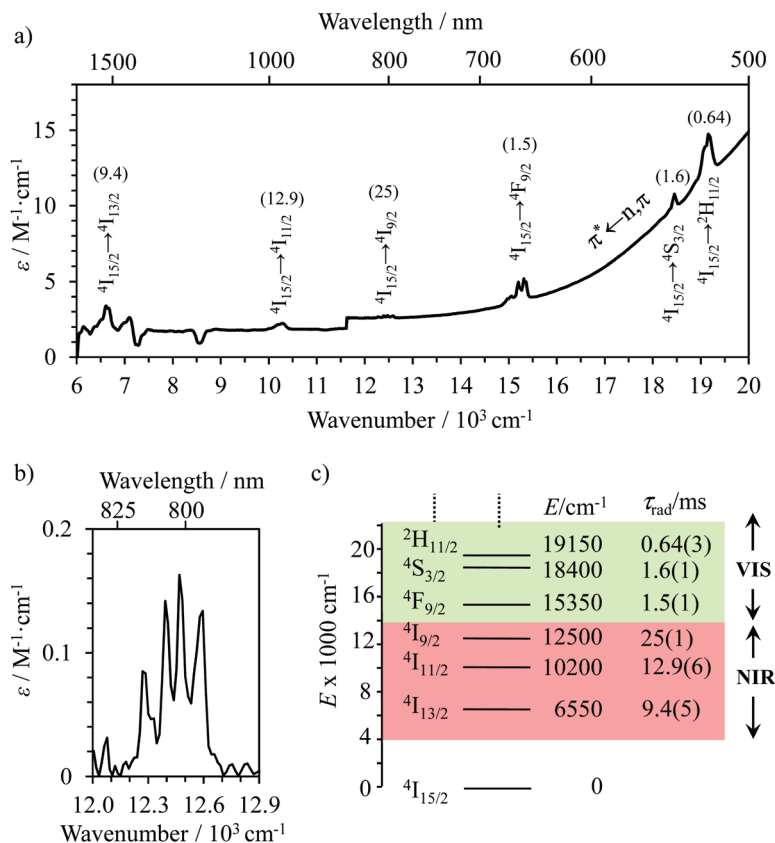 a)
Wavelength / nm
1500 1000 800 700 600 500
ε / M⁻¹·cm⁻¹
15
10
5
0
(9.4)
⁴I₁₅/₂→⁴I₁₃/₂
(12.9)
⁴I₁₅/₂→⁴I₁₁/₂
(25)
⁴I₁₅/₂→⁴I₉/₂
(1.5)
⁴I₁₅/₂→⁴F₉/₂
π*←n,π
(1.6)
⁴I₁₅/₂→⁴S₃/₂
(0.64)
⁴I₁₅/₂→²H₁₁/₂
6 7 8 9 10 11 12 13 14 15 16 17 18 19 20
Wavenumber / 10³ cm⁻¹
b)
Wavelength / nm
825 800
ε / M⁻¹·cm⁻¹
0.2
0.1
0
12.0 12.3 12.6 12.9
Wavenumber / 10³ cm⁻¹
c)
E/cm⁻¹ τrad/ms
E x 1000 cm⁻¹
20
16
12
8
4
0
²H₁₁/₂ 19150 0.64(3)
⁴S₃/₂ 18400 1.6(1)
⁴F₉/₂ 15350 1.5(1)
⁴I₉/₂ 12500 25(1)
⁴I₁₁/₂ 10200 12.9(6)
⁴I₁₃/₂ 6550 9.4(5)
⁴I₁₅/₂ 0
VIS
NIR